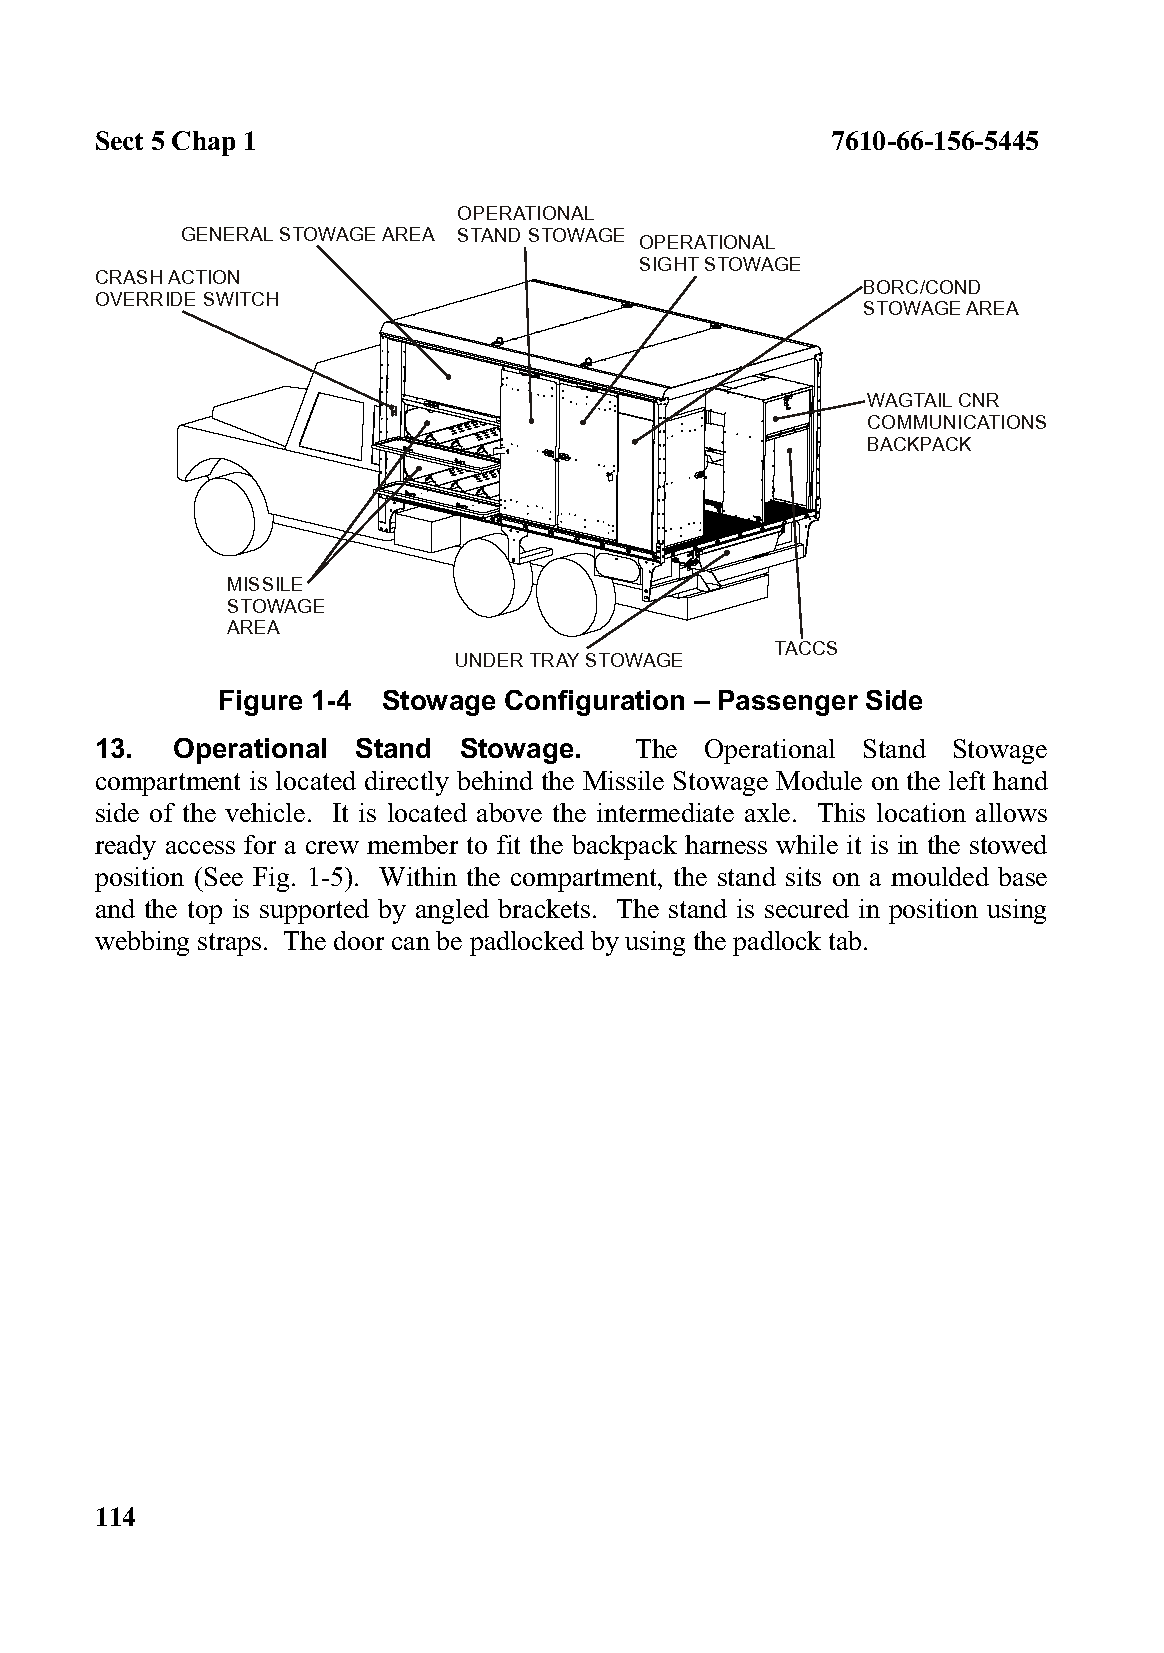 Sect 5 Chap 1 7610-66-156-5445
OPERATIONAL
STAND STOWAGE
GENERAL STOWAGE AREA
OPERATIONAL
SIGHT STOWAGE
CRASH ACTION
OVERRIDE SWITCH
BORC/COND
STOWAGE AREA
WAGTAIL CNR
COMMUNICATIONS
BACKPACK
MISSILE
STOWAGE
AREA
TACCS
UNDER TRAY STOWAGE
Figure 1-4 Stowage Configuration – Passenger Side
13. Operational Stand Stowage. The Operational Stand Stowage
compartment is located directly behind the Missile Stowage Module on the left hand
side of the vehicle. It is located above the intermediate axle. This location allows
ready access for a crew member to fit the backpack harness while it is in the stowed
position (See Fig. 1-5). Within the compartment, the stand sits on a moulded base
and the top is supported by angled brackets. The stand is secured in position using
webbing straps. The door can be padlocked by using the padlock tab.
114